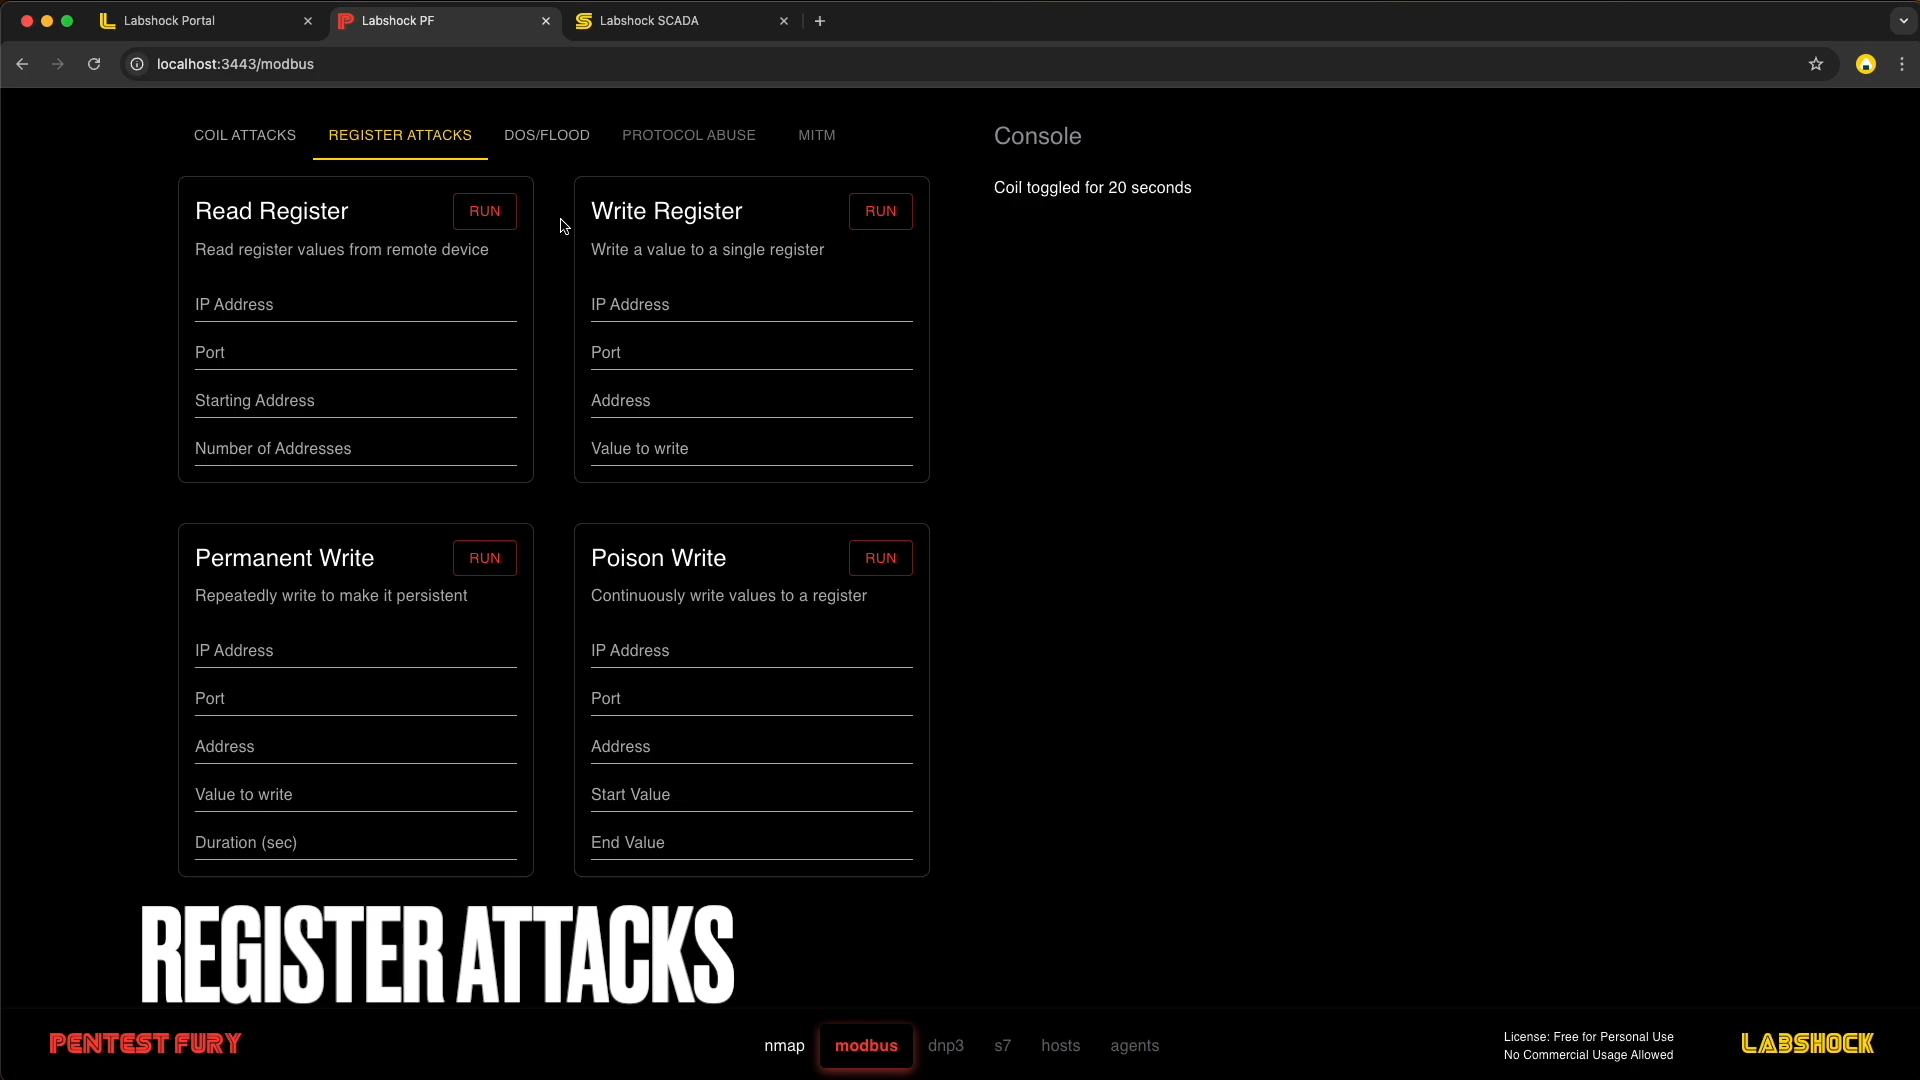 Labshock Portal
Labshock PF
Labshock SCADA
localhost:3443/modbus
COIL ATTACKS
REGISTER ATTACKS
DOS/FLOOD
PROTOCOL ABUSE
MITM
Console
Coil toggled for 20 seconds
Read Register
RUN
Read register values from remote device
IP Address
Port
Starting Address
Number of Addresses
Write Register
RUN
Write a value to a single register
IP Address
Port
Address
Value to write
Permanent Write
RUN
Repeatedly write to make it persistent
IP Address
Port
Address
Value to write
Duration (sec)
Poison Write
RUN
Continuously write values to a register
IP Address
Port
Address
Start Value
End Value
REGISTER ATTACKS
PENTEST FURY
nmap
modbus
dnp3
s7
hosts
agents
License: Free for Personal Use
No Commercial Usage Allowed
LABSHOCK